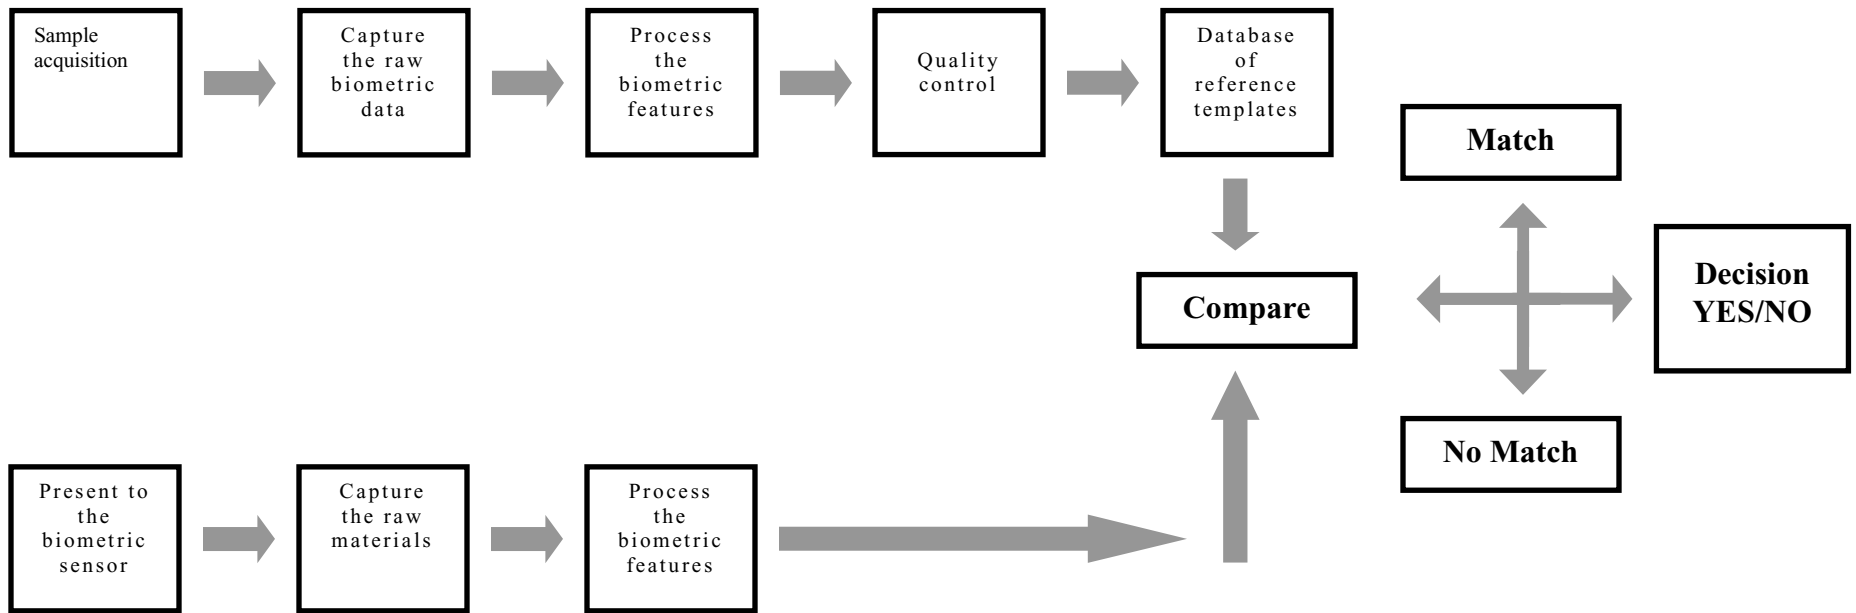 Sample
acquisition
Capture
the raw
biometric
data
Process
the
biometric
features
Quality
control
Database
of
reference
templates
Match
Compare
Decision
YES/NO
No Match
Present to
the
biometric
sensor
Capture
the raw
materials
Process
the
biometric
features